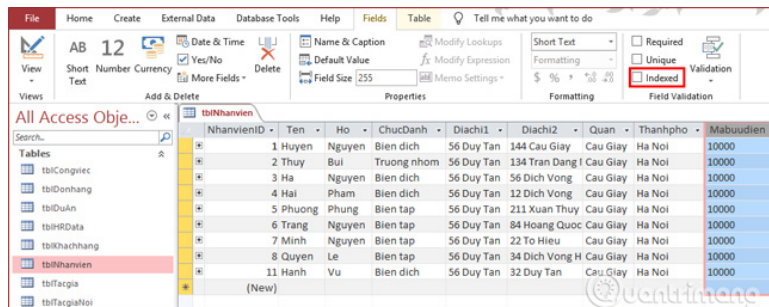 File Home Create External Data Database Tools Help Fields Table Tell me what you want to do
View
Views
AB Short Text
12 Number
Currency
Date & Time
Yes/No
More Fields
Delete
Add & Delete
Name & Caption
Default Value
Field Size 255
Modify Lookups
Modify Expression
Memo Settings
Properties
Short Text
Formatting
$ % ,
Formatting
Required
Unique
Indexed
Validation
Field Validation
All Access Obje...
Search...
Tables
tblCongviec
tblDonhang
tblDuAn
tblHRData
tblKhachhang
tblNhanvien
tblTacgia
tblTacgiaNoi
tblNhanvien
NhanvienID Ten Ho ChucDanh Diachi1 Diachi2 Quan Thanhpho Mabuudien
1 Huyen Nguyen Bien dich 56 Duy Tan 144 Cau Giay Cau Giay Ha Noi 10000
2 Thuy Bui Truong nhom 56 Duy Tan 134 Tran Dang Cau Giay Ha Noi 10000
3 Ha Nguyen Bien dich 56 Duy Tan 56 Dich Vong Cau Giay Ha Noi 10000
4 Hai Pham Bien dich 56 Duy Tan 12 Dich Vong Cau Giay Ha Noi 10000
5 Phuong Phung Bien tap 56 Duy Tan 211 Xuan Thuy Cau Giay Ha Noi 10000
6 Trang Nguyen Bien tap 56 Duy Tan 84 Hoang Quoc Cau Giay Ha Noi 10000
7 Minh Nguyen Bien tap 56 Duy Tan 22 To Hieu Cau Giay Ha Noi 10000
8 Quyen Le Bien tap 56 Duy Tan 34 Dich Vong H Cau Giay Ha Noi 10000
11 Hanh Vu Bien dich 56 Duy Tan 32 Duy Tan Cau Giay Ha Noi 10000
(New)
Quantrimang